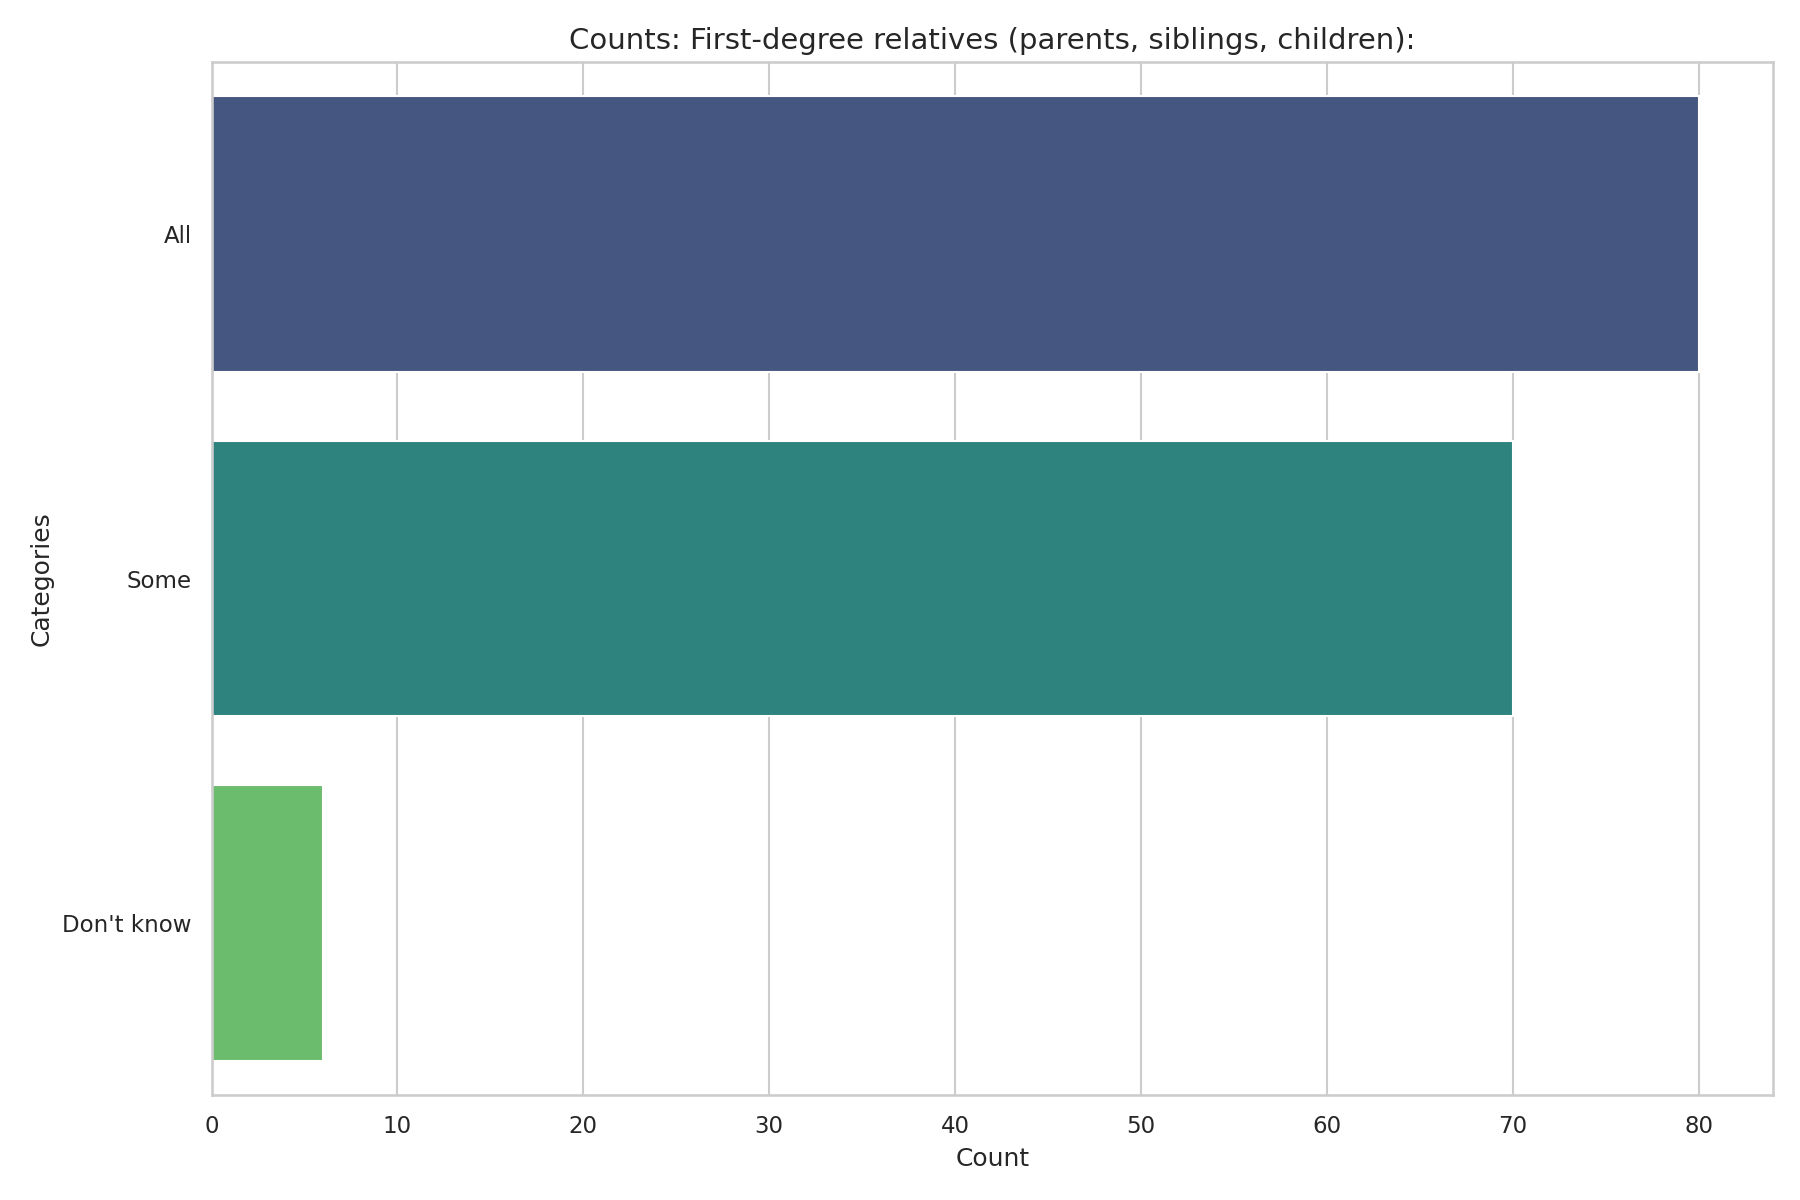 Counts: First-degree relatives (parents, siblings, children):
All
Some
Don't know
Categories
0 10 20 30 40 50 60 70 80
Count